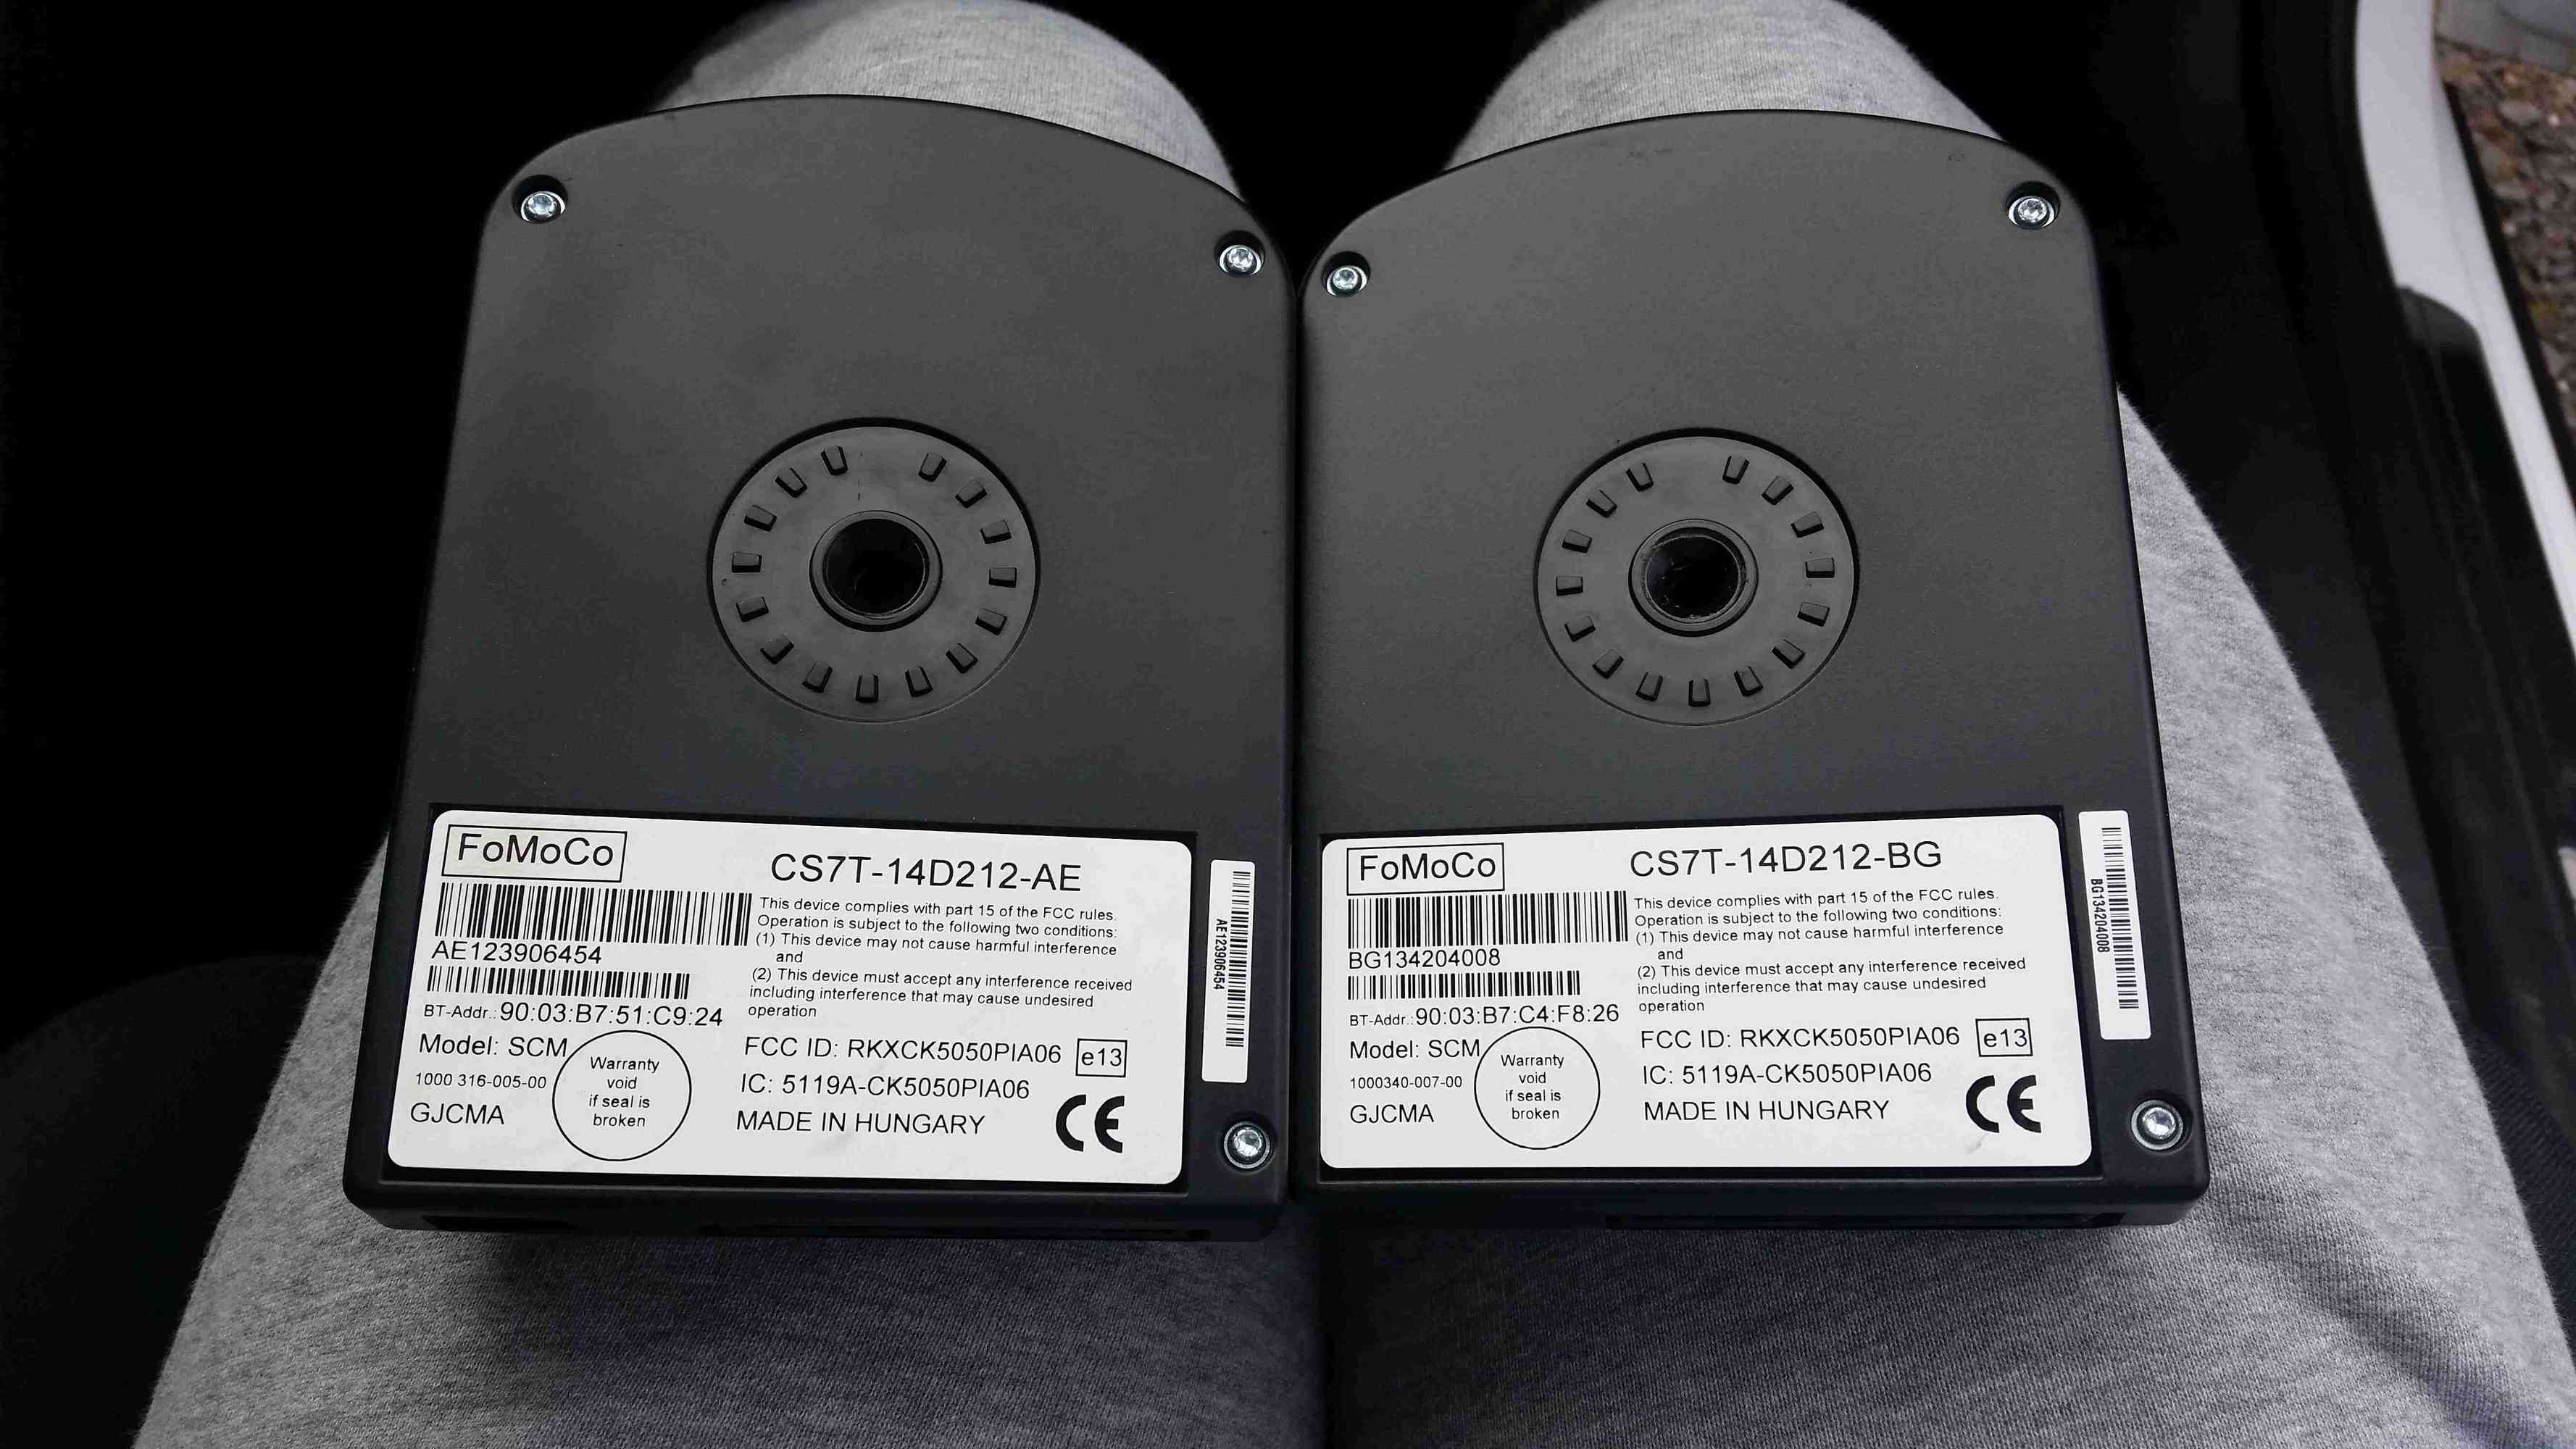 FoMoCo
CS7T-14D212-AE
This device complies with part 15 of the FCC rules.
Operation is subject to the following two conditions:
(1) This device may not cause harmful interference
and
(2) This device must accept any interference received
including interference that may cause undesired
operation
AE123906454
BT-Addr.: 90:03:B7:51:C9:24
Model: SCM
1000 316-005-00
GJCMA
Warranty
void
if seal is
broken
FCC ID: RKXCK5050PIA06 e13
IC: 5119A-CK5050PIA06
MADE IN HUNGARY
CE
AE123906454
FoMoCo
CS7T-14D212-BG
This device complies with part 15 of the FCC rules.
Operation is subject to the following two conditions:
(1) This device may not cause harmful interference
and
(2) This device must accept any interference received
including interference that may cause undesired
operation
BG134204008
BT-Addr.: 90:03:B7:C4:F8:26
Model: SCM
1000340-007-00
GJCMA
Warranty
void
if seal is
broken
FCC ID: RKXCK5050PIA06 e13
IC: 5119A-CK5050PIA06
MADE IN HUNGARY
CE
BG134204008